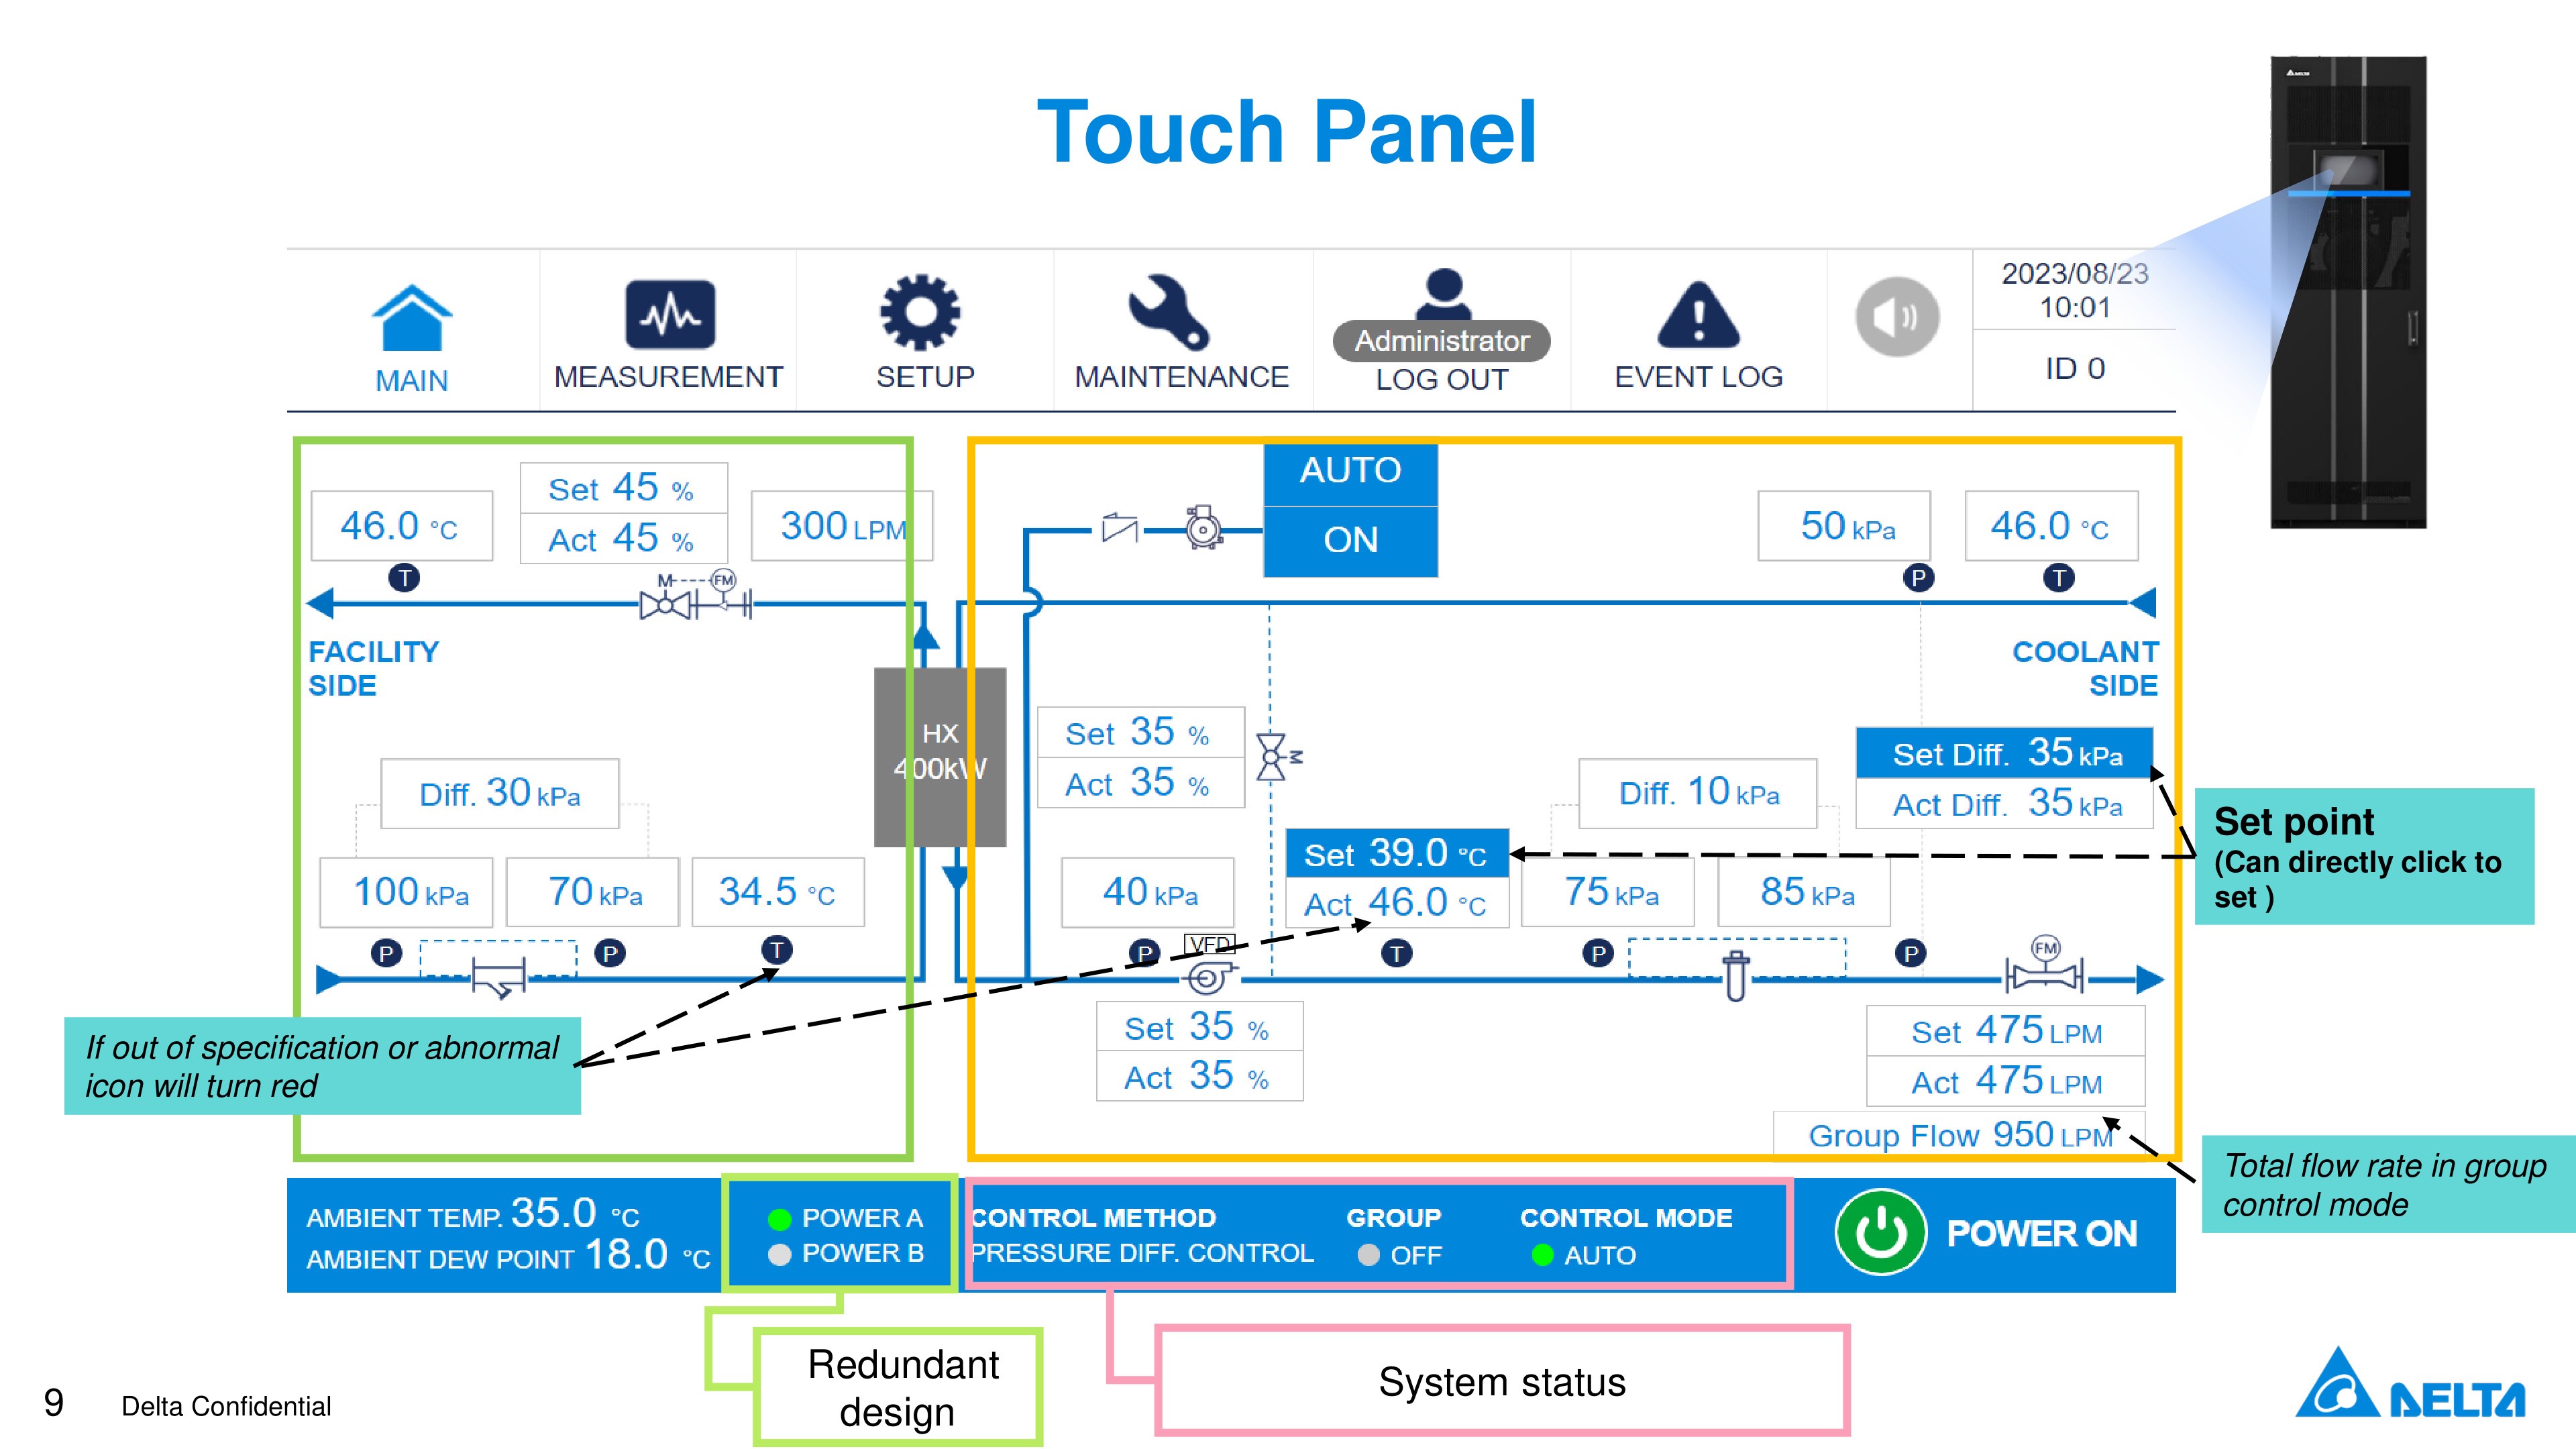 Touch Panel
DELTA
MAIN
MEASUREMENT
SETUP
MAINTENANCE
Administrator
LOG OUT
EVENT LOG
2023/08/23
10:01
ID 0
46.0 °C
T
Set 45 %
Act 45 %
300 LPM
M
FM
FACILITY
SIDE
Diff. 30 kPa
100 kPa
70 kPa
34.5 °C
P
P
T
HX
400kW
AUTO
ON
50 kPa
46.0 °C
P
T
COOLANT
SIDE
Set 35 %
Act 35 %
M
40 kPa
P
VFD
Set 39.0 °C
Act 46.0 °C
T
Diff. 10 kPa
75 kPa
85 kPa
P
P
Set Diff. 35 kPa
Act Diff. 35 kPa
FM
Set 35 %
Act 35 %
Set 475 LPM
Act 475 LPM
Group Flow 950 LPM
Set point
(Can directly click to
set )
If out of specification or abnormal
icon will turn red
Total flow rate in group
control mode
AMBIENT TEMP. 35.0 °C
AMBIENT DEW POINT 18.0 °C
POWER A
POWER B
CONTROL METHOD
PRESSURE DIFF. CONTROL
GROUP
OFF
CONTROL MODE
AUTO
POWER ON
Redundant
design
System status
9
Delta Confidential
DELTA